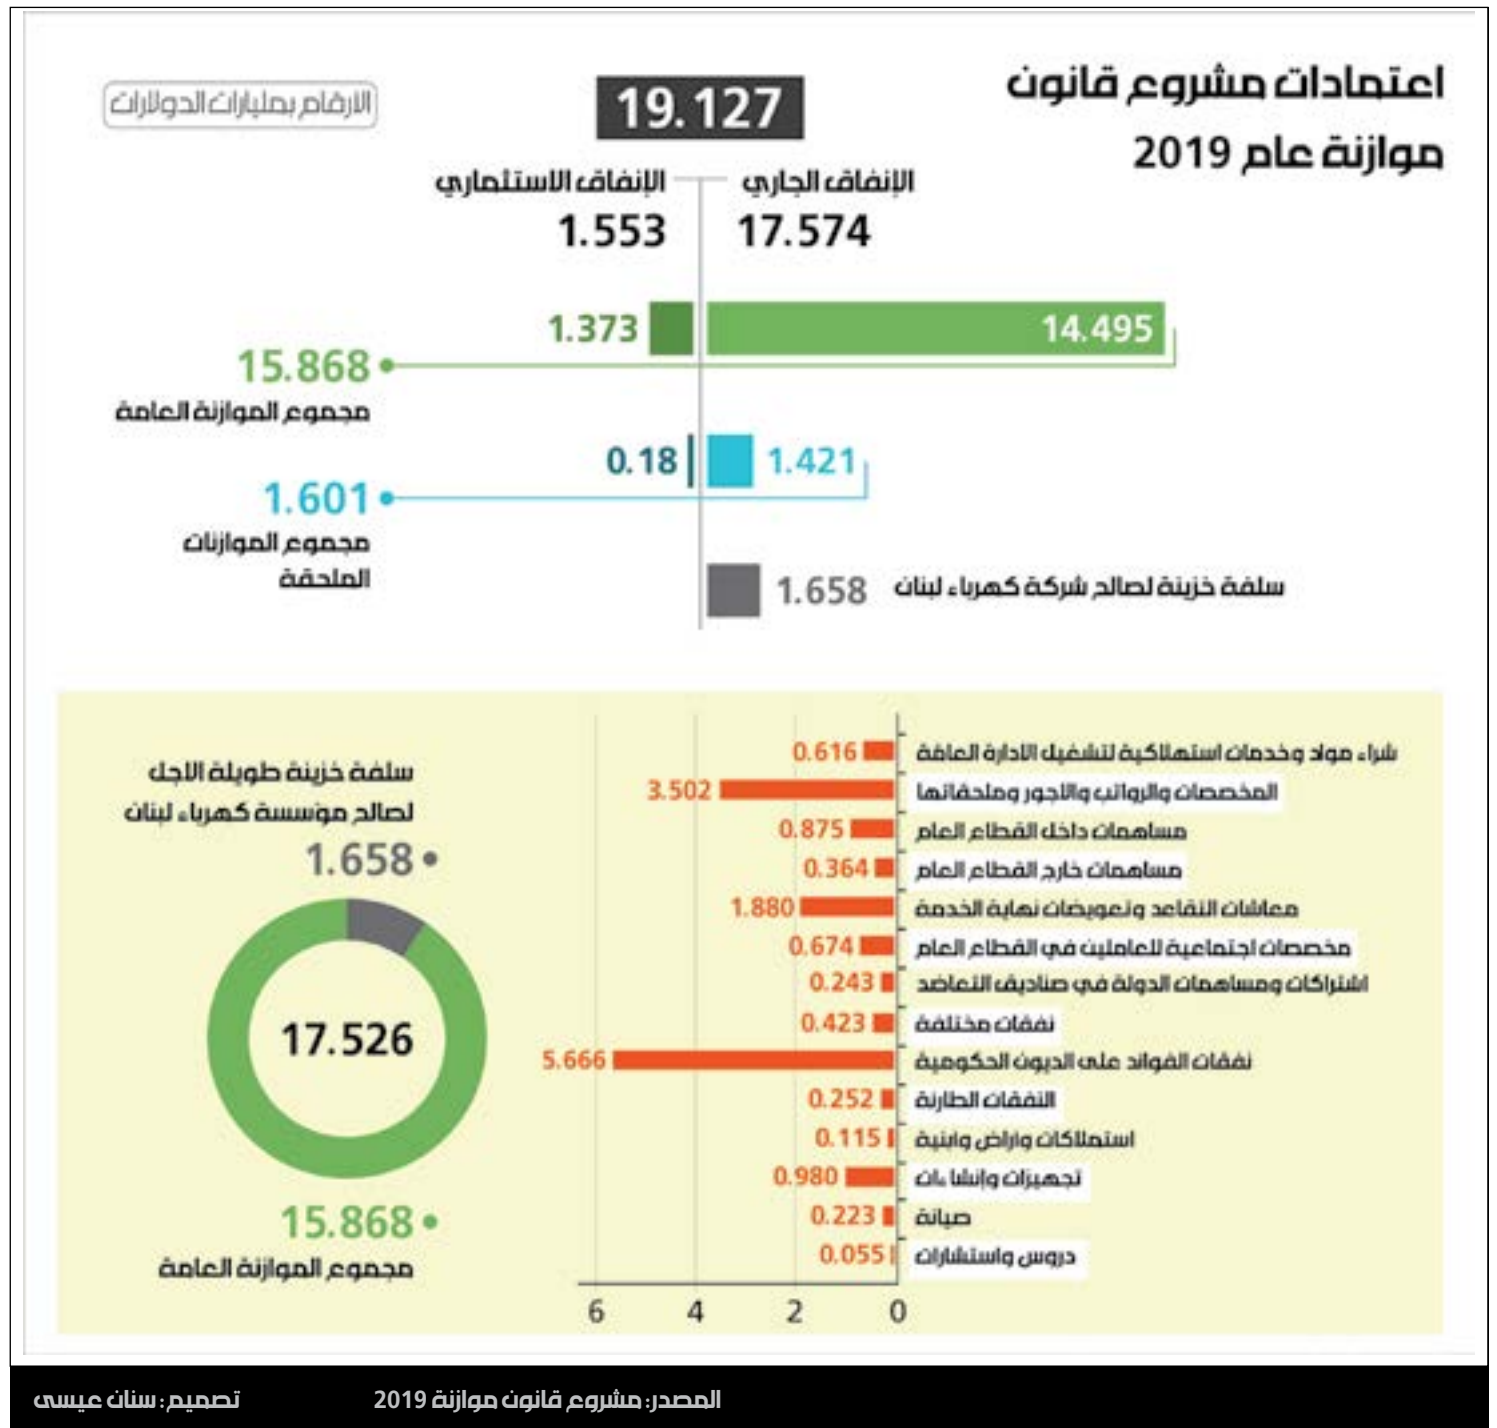 اعتمادات مشروع قانون
موازنة عام 2019
الارقام بمليارات الدولارات
19.127
الإنفاق الجاري
17.574
الإنفاق الاستثماري
1.553
14.495
1.373
15.868
مجموع الموازنة العامة
1.421
0.18
1.601
مجموع الموازنات
الملحقة
سلفة خزينة لصالح شركة كهرباء لبنان 1.658
شراء مواد وخدمات استهلاكية لتشغيل الادارة العامة 0.616
المخصصات والرواتب والاجور وملحقاتها 3.502
مساهمات داخل القطاع العام 0.875
مساهمات خارج القطاع العام 0.364
معاشات التقاعد وتعويضات نهاية الخدمة 1.880
مخصصات اجتماعية للعاملين في القطاع العام 0.674
اشتراكات ومساهمات الدولة في صناديق التعاضد 0.243
نفقات مختلفة 0.423
نفقات الفوائد على الديون الحكومية 5.666
النفقات الطارئة 0.252
استملاكات واراض وابنية 0.115
تجهيزات وإنشاءات 0.980
صيانة 0.223
دروس واستشارات 0.055
0 2 4 6
سلفة خزينة طويلة الاجل
لصالح مؤسسة كهرباء لبنان
1.658
17.526
15.868
مجموع الموازنة العامة
المصدر: مشروع قانون موازنة 2019
تصميم: سنان عيسى